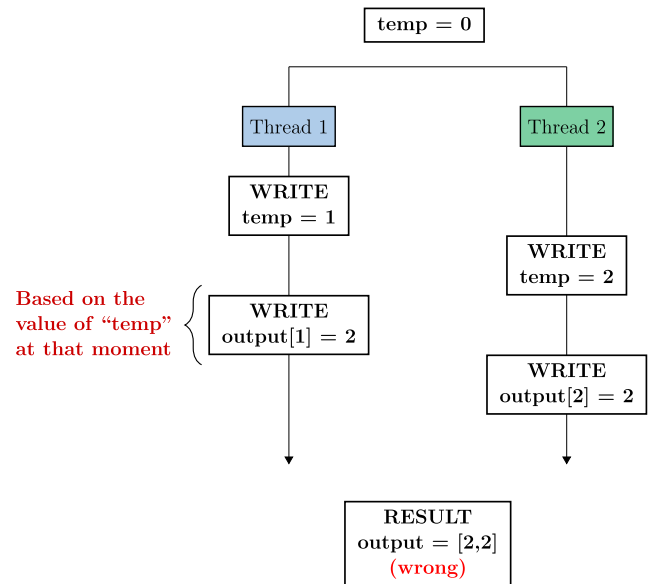 temp = 0
Thread 1
Thread 2
WRITE
temp = 1
WRITE
temp = 2
Based on the
value of “temp”
at that moment
WRITE
output[1] = 2
WRITE
output[2] = 2
RESULT
output = [2,2]
(wrong)